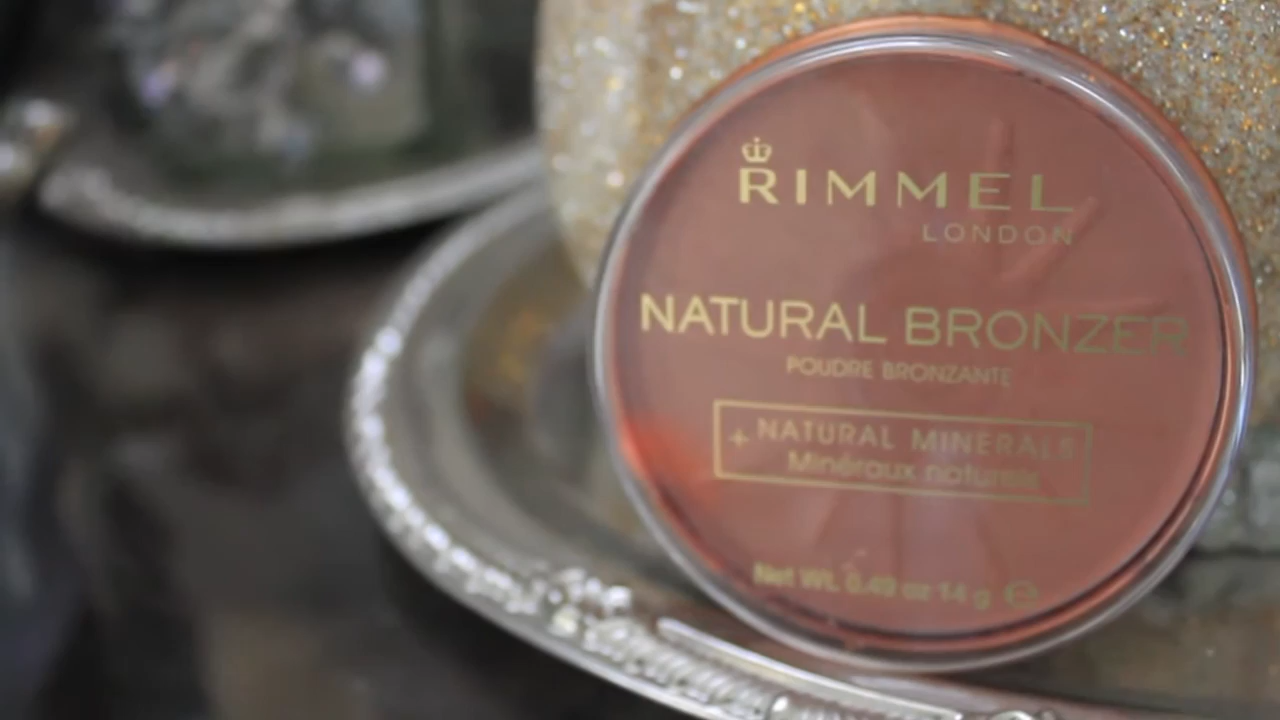 RIMMEL
LONDON
NATURAL BRONZER
POUDRE BRONZANTE
+ NATURAL MINERALS
Minéraux naturels
Net Wt. 0.49 oz 14 g e